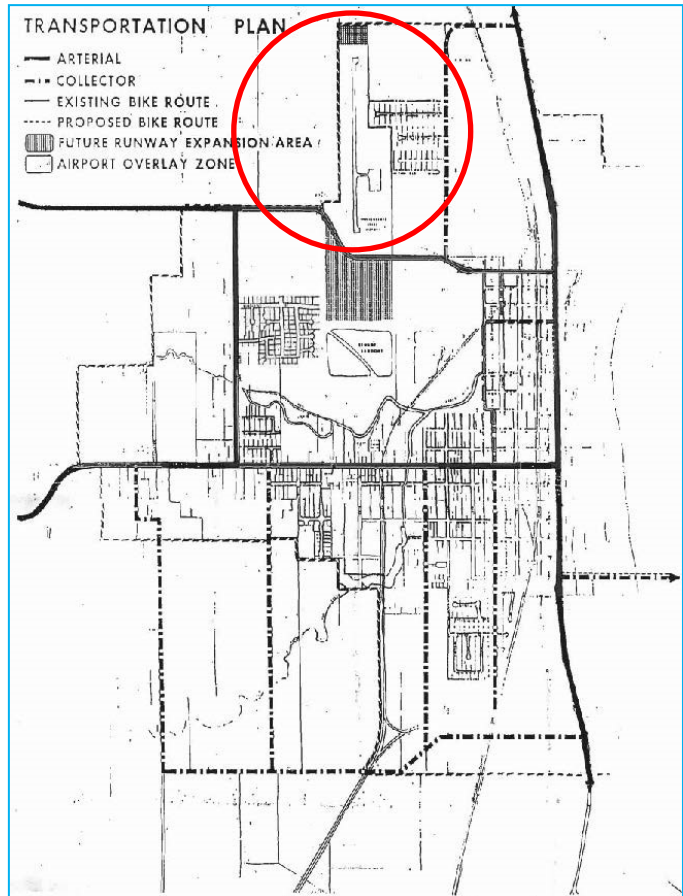 TRANSPORTATION PLAN
ARTERIAL
COLLECTOR
EXISTING BIKE ROUTE
PROPOSED BIKE ROUTE
FUTURE RUNWAY EXPANSION AREA
AIRPORT OVERLAY ZONE